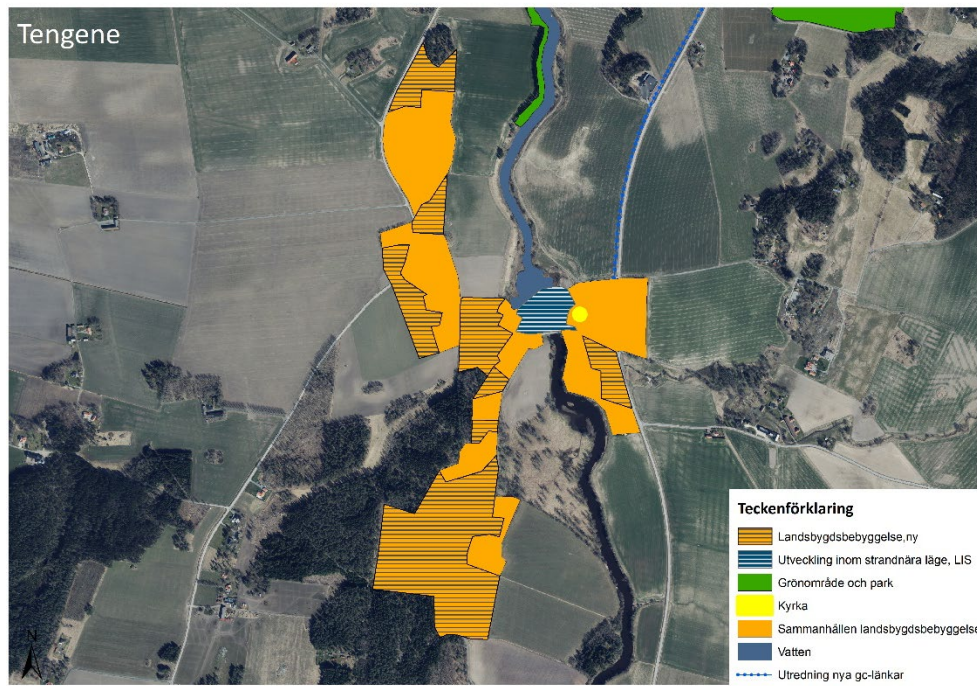 Tengene
Teckenförklaring
Landsbygdsbebyggelse,ny
Utveckling inom strandnära läge, LIS
Grönområde och park
Kyrka
Sammanhållen landsbygdsbebyggelse
Vatten
Utredning nya gc-länkar
N